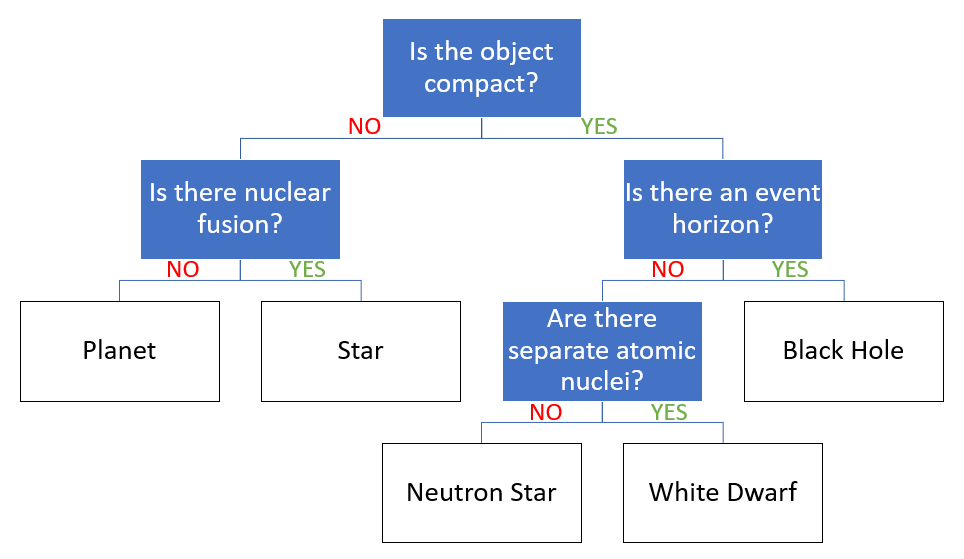 Is the object
compact?
NO
YES
Is there nuclear
fusion?
Is there an event
horizon?
NO
YES
NO
YES
Planet
Star
Are there
separate atomic
nuclei?
Black Hole
NO
YES
Neutron Star
White Dwarf